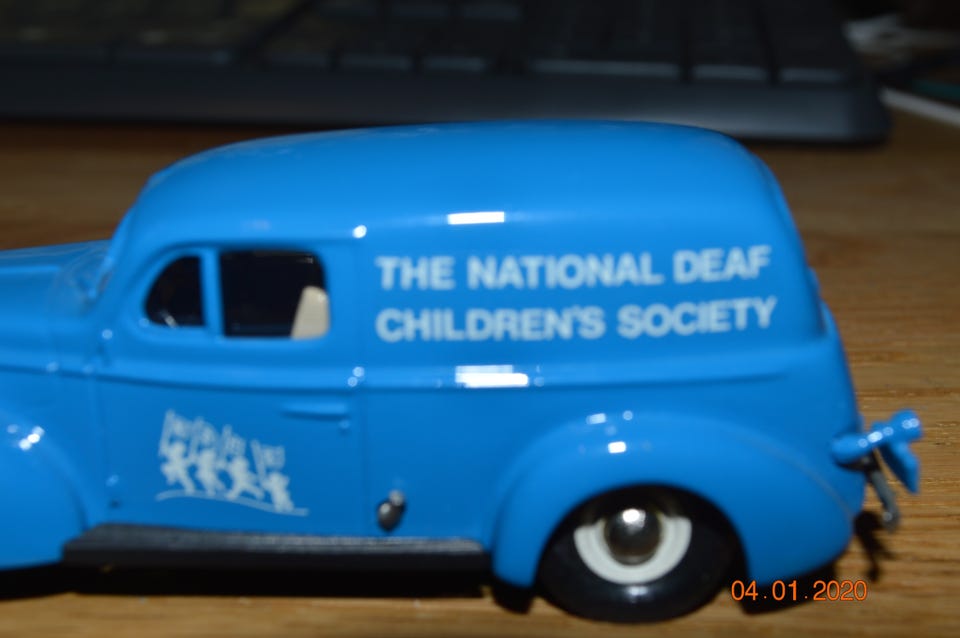 THE NATIONAL DEAF
CHILDREN'S SOCIETY
04.01.2020